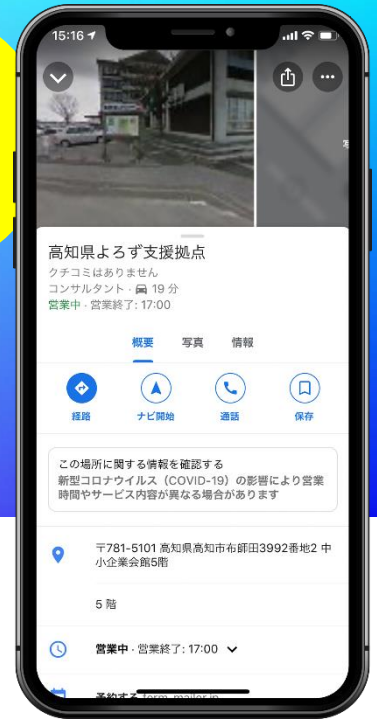 15:16
高知県よろず支援拠点
クチコミはありません
コンサルタント · 19 分
営業中 · 営業終了: 17:00
概要 写真 情報
経路 ナビ開始 通話 保存
この場所に関する情報を確認する
新型コロナウイルス（COVID-19）の影響により営業
時間やサービス内容が異なる場合があります
〒781-5101 高知県高知市布師田3992番地2 中
小企業会館5階
5 階
営業中 · 営業終了: 17:00
予約する form-mailer.jp